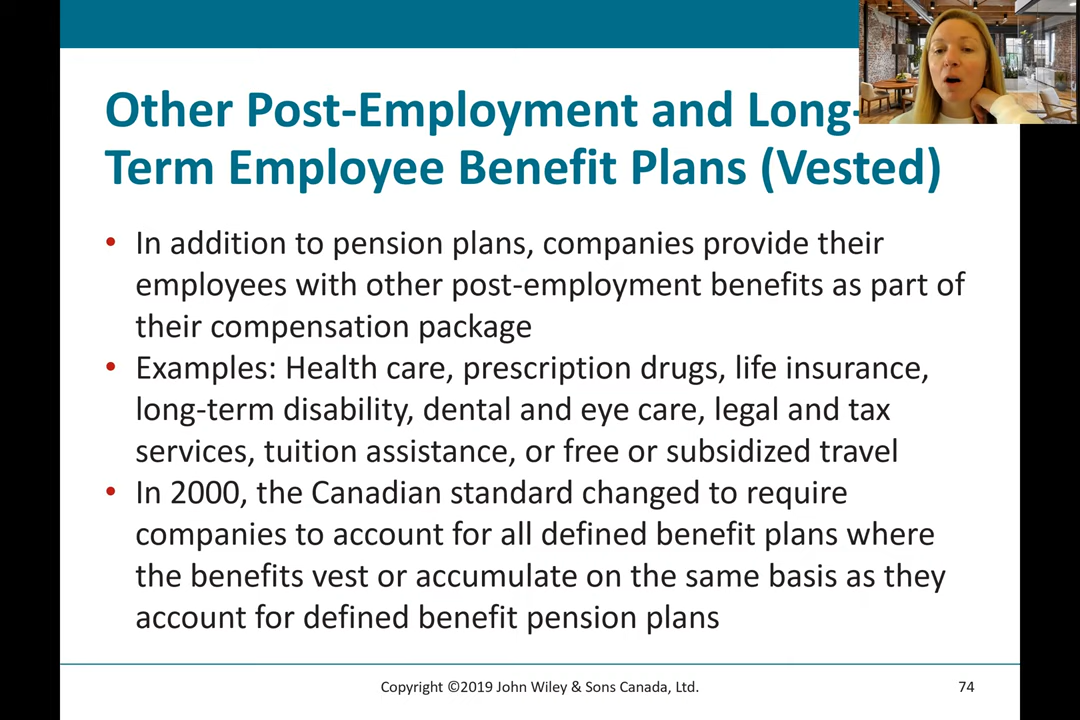 Other Post-Employment and Long-
Term Employee Benefit Plans (Vested)
• In addition to pension plans, companies provide their
employees with other post-employment benefits as part of
their compensation package
• Examples: Health care, prescription drugs, life insurance,
long-term disability, dental and eye care, legal and tax
services, tuition assistance, or free or subsidized travel
• In 2000, the Canadian standard changed to require
companies to account for all defined benefit plans where
the benefits vest or accumulate on the same basis as they
account for defined benefit pension plans
Copyright ©2019 John Wiley & Sons Canada, Ltd.
74